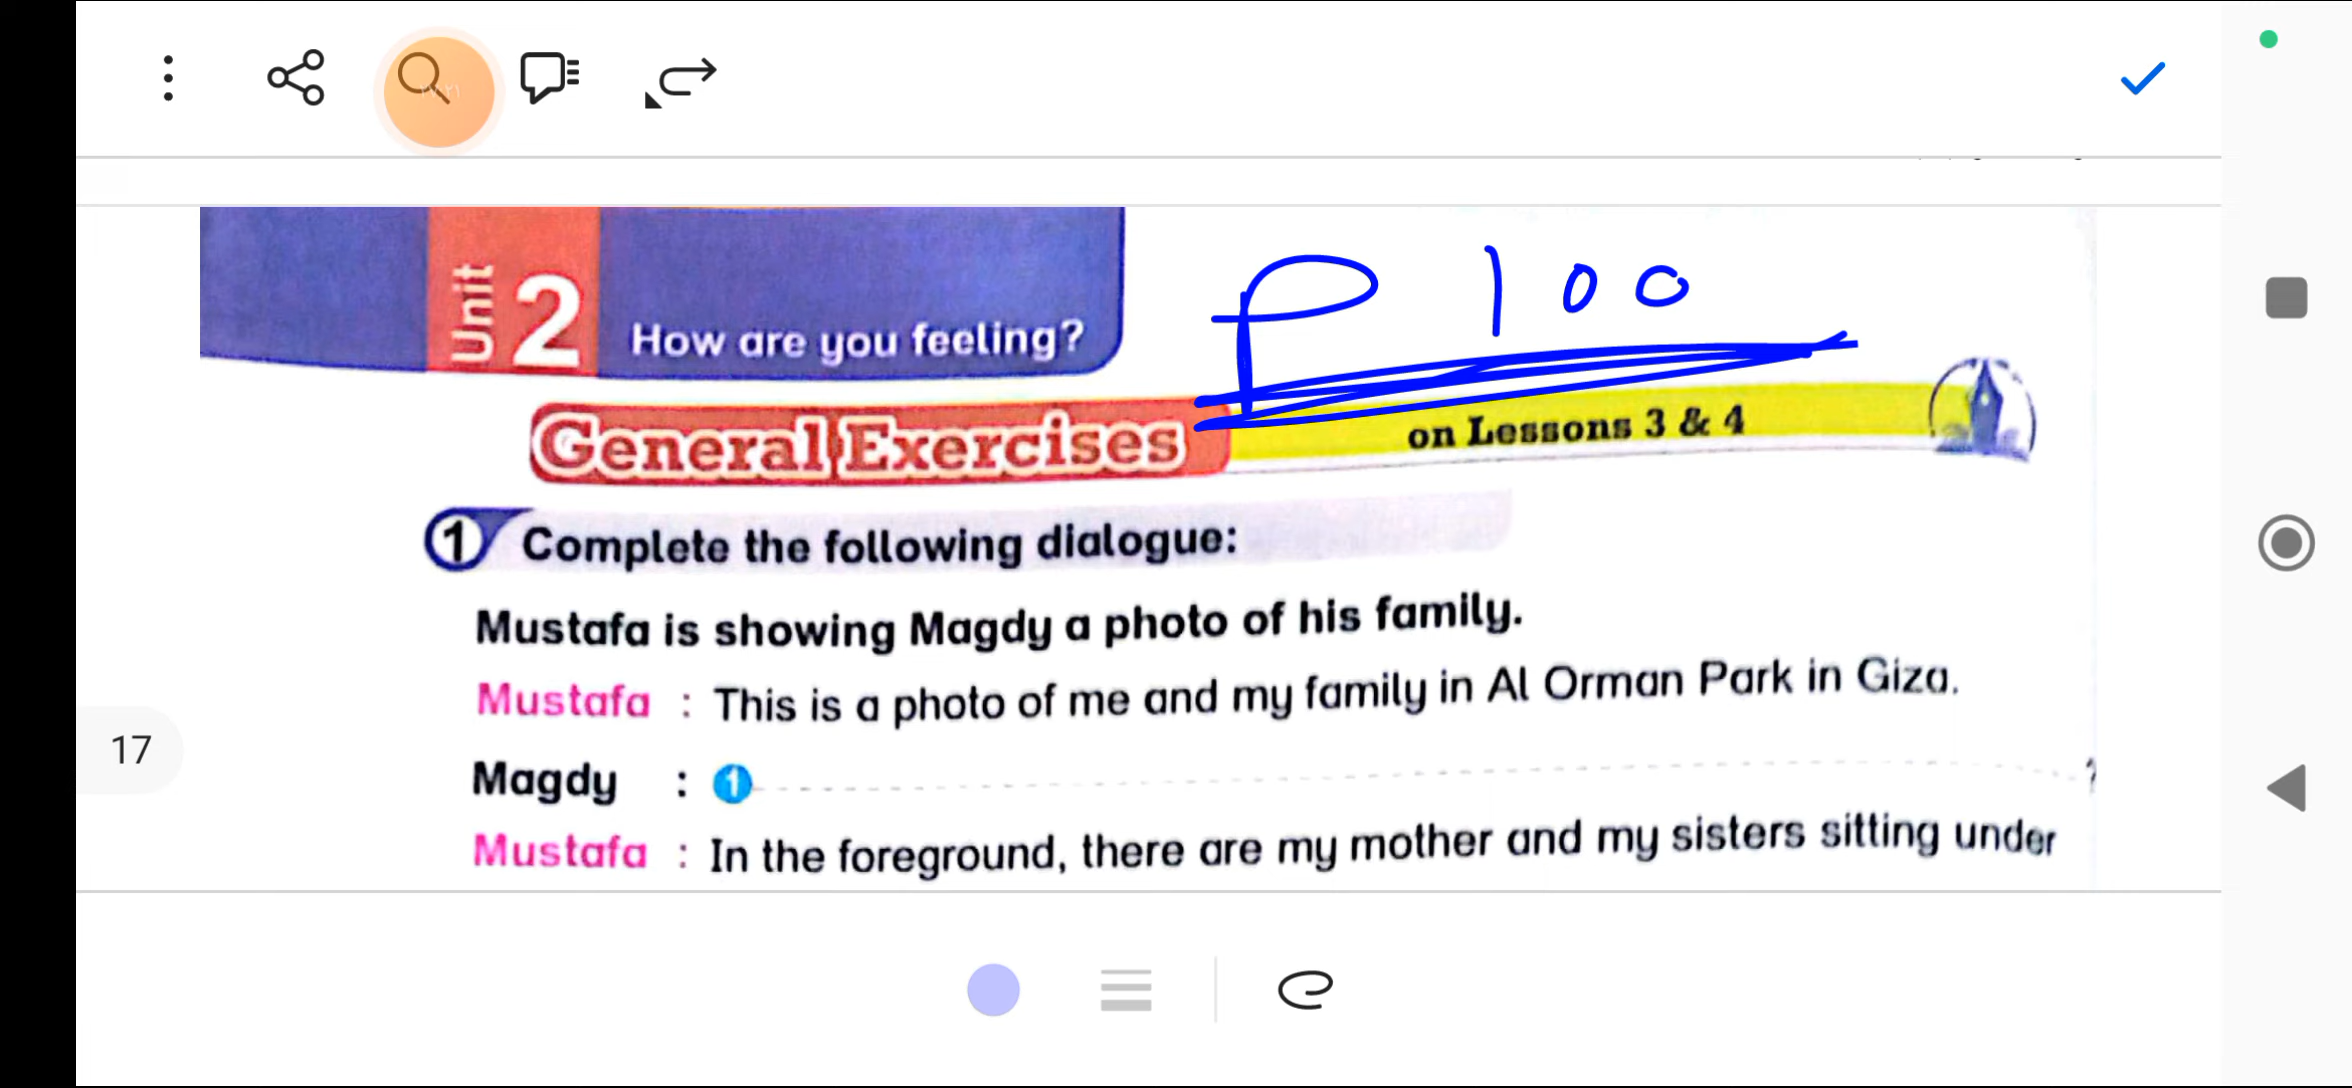 Unit 2 How are you feeling?
P 100
General Exercises on Lessons 3 & 4
1 Complete the following dialogue:
Mustafa is showing Magdy a photo of his family.
Mustafa : This is a photo of me and my family in Al Orman Park in Giza.
17
Magdy : 1 ?
Mustafa : In the foreground, there are my mother and my sisters sitting under